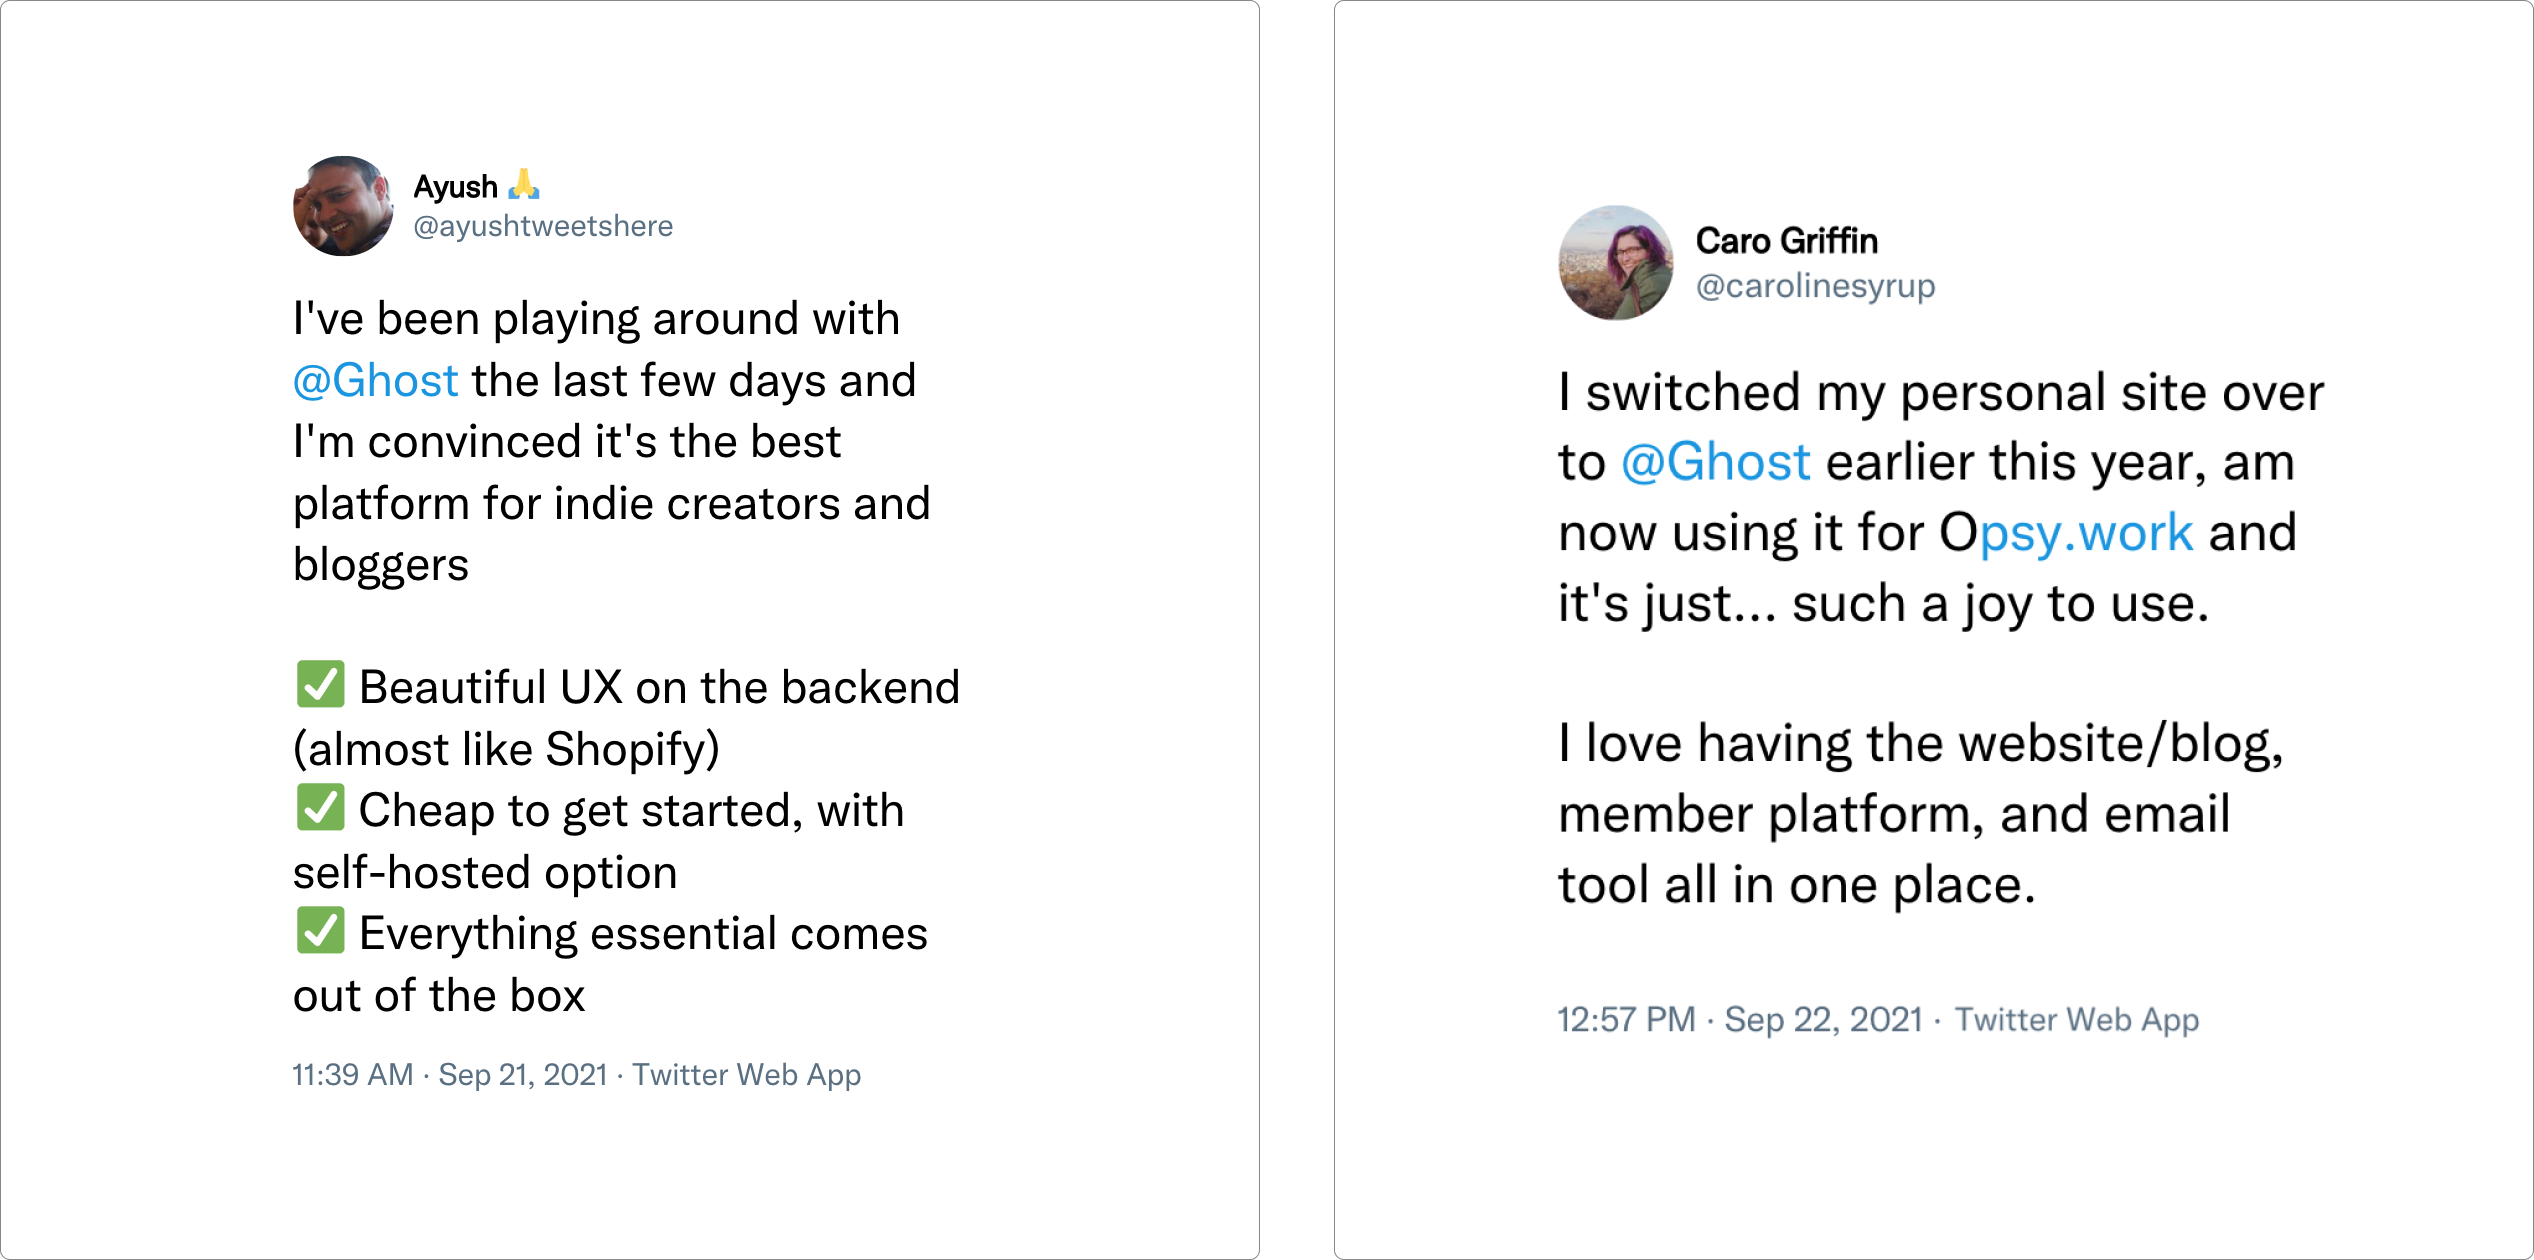 Ayush 🙏
@ayushtweetshere
I've been playing around with
@Ghost the last few days and
I'm convinced it's the best
platform for indie creators and
bloggers
✅ Beautiful UX on the backend
(almost like Shopify)
✅ Cheap to get started, with
self-hosted option
✅ Everything essential comes
out of the box
11:39 AM · Sep 21, 2021 · Twitter Web App
Caro Griffin
@carolinesyrup
I switched my personal site over
to @Ghost earlier this year, am
now using it for Opsy.work and
it's just... such a joy to use.
I love having the website/blog,
member platform, and email
tool all in one place.
12:57 PM · Sep 22, 2021 · Twitter Web App